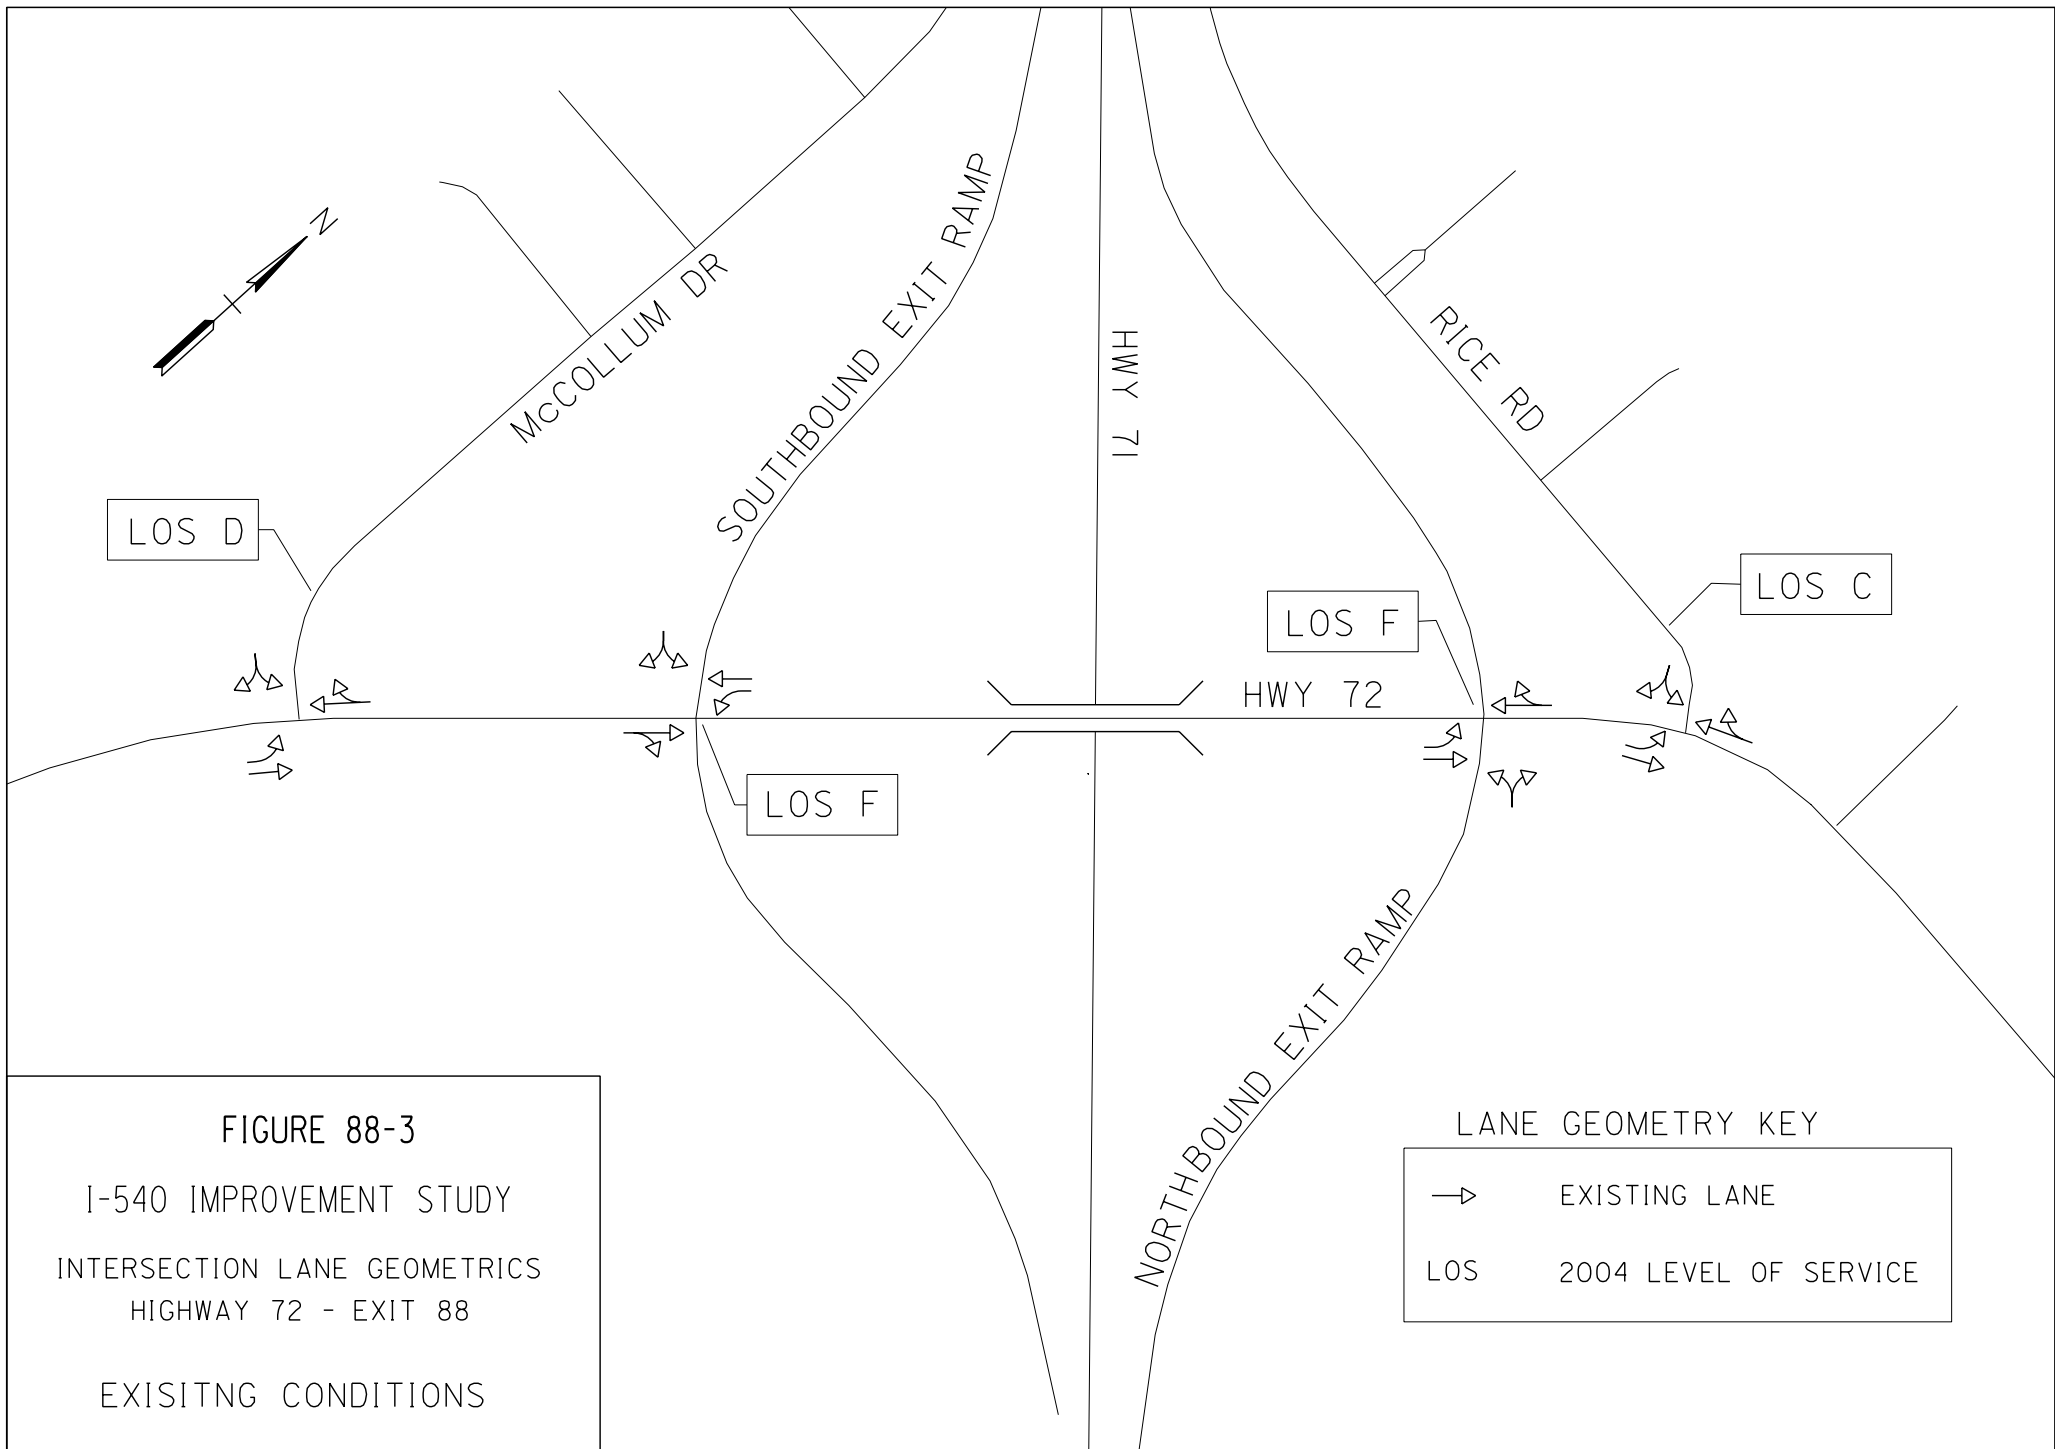 N
McCOLLUM DR
SOUTHBOUND EXIT RAMP
HWY 71
RICE RD
LOS D
LOS F
LOS C
HWY 72
LOS F
NORTHBOUND EXIT RAMP
FIGURE 88-3
I-540 IMPROVEMENT STUDY
INTERSECTION LANE GEOMETRICS
HIGHWAY 72 - EXIT 88
EXISITNG CONDITIONS
LANE GEOMETRY KEY
EXISTING LANE
LOS 2004 LEVEL OF SERVICE